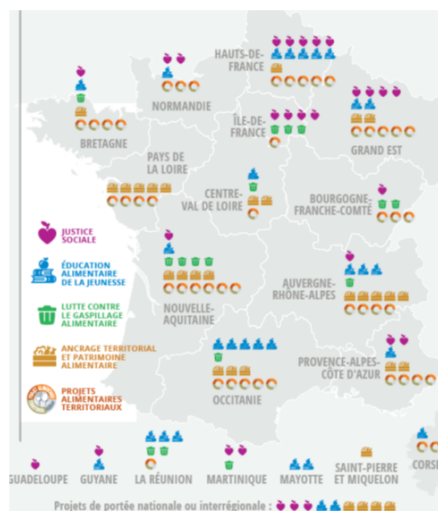 HAUTS-DE-
FRANCE
NORMANDIE
ÎLE-DE-
FRANCE
GRAND EST
BRETAGNE
PAYS DE
LA LOIRE
CENTRE-
VAL DE LOIRE
BOURGOGNE-
FRANCHE-COMTÉ
JUSTICE
SOCIALE
ÉDUCATION
ALIMENTAIRE
DE LA JEUNESSE
LUTTE CONTRE
LE GASPILLAGE
ALIMENTAIRE
ANCRAGE TERRITORIAL
ET PATRIMOINE
ALIMENTAIRE
PROJETS
ALIMENTAIRES
TERRITORIAUX
NOUVELLE-
AQUITAINE
AUVERGNE-
RHÔNE-ALPES
OCCITANIE
PROVENCE-ALPES-
CÔTE D'AZUR
GUADELOUPE
GUYANE
LA RÉUNION
MARTINIQUE
MAYOTTE
SAINT-PIERRE
ET MIQUELON
CORS
Projets de portée nationale ou interrégionale :